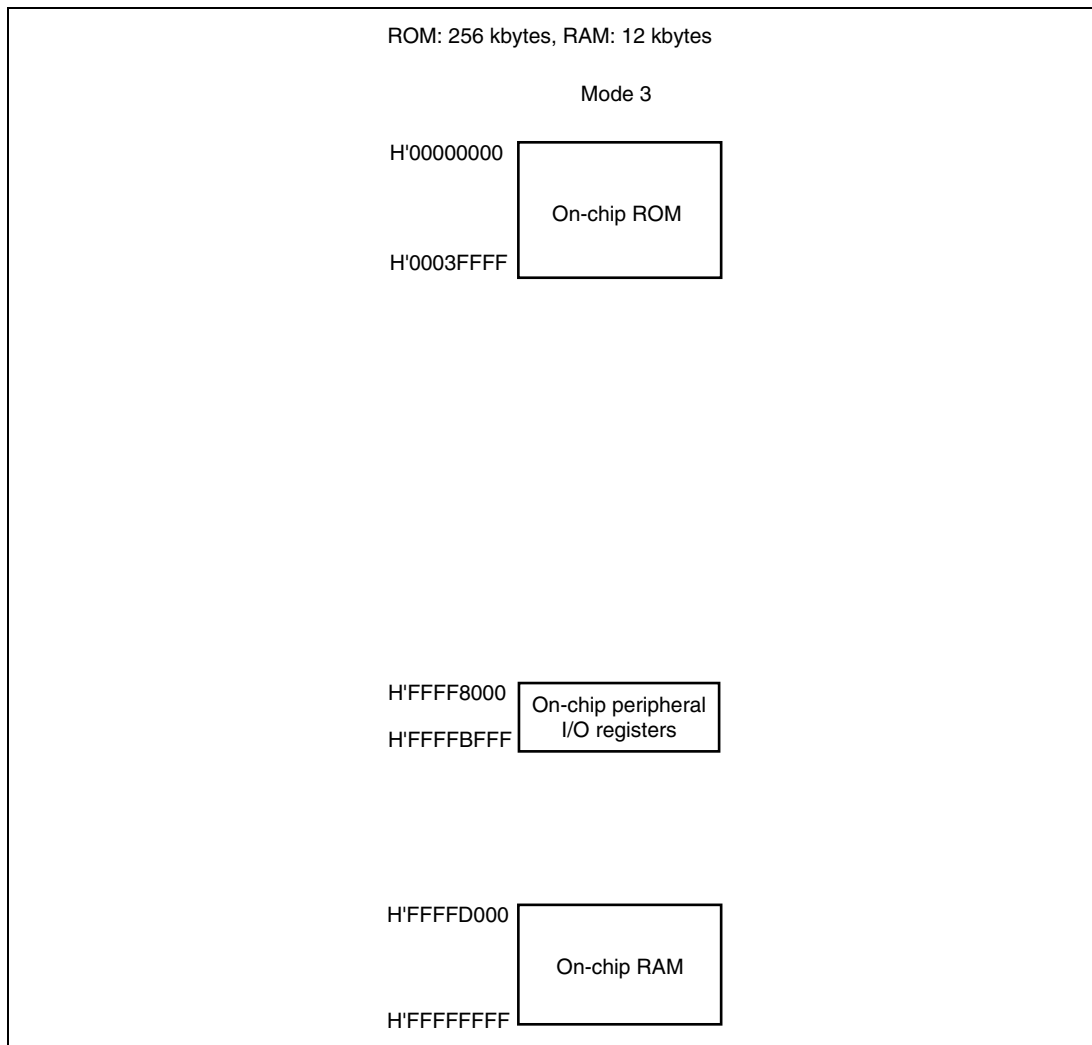 ROM: 256 kbytes, RAM: 12 kbytes
Mode 3
H'00000000
On-chip ROM
H'0003FFFF
H'FFFF8000
On-chip peripheral
I/O registers
H'FFFFBFFF
H'FFFFD000
On-chip RAM
H'FFFFFFFF